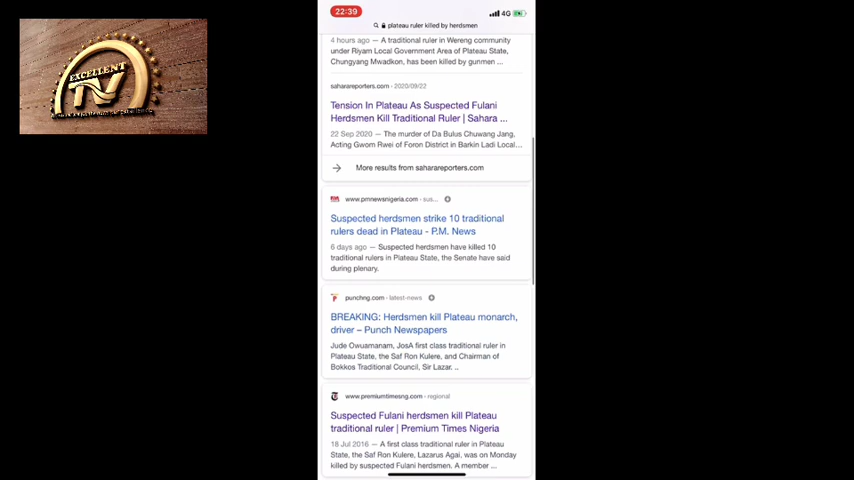 EXCELLENT
TV
22:39
4G
plateau ruler killed by herdsmen
4 hours ago — A traditional ruler in Wereng community
under Riyam Local Government Area of Plateau State,
Chungyang Mwadkon, has been killed by gunmen ...
saharareporters.com › 2020/09/22
Tension In Plateau As Suspected Fulani
Herdsmen Kill Traditional Ruler | Sahara ...
22 Sep 2020 — The murder of Da Bulus Chuwang Jang,
Acting Gwom Rwei of Foron District in Barkin Ladi Local...
More results from saharareporters.com
www.pmnewsnigeria.com › sus...
Suspected herdsmen strike 10 traditional
rulers dead in Plateau - P.M. News
6 days ago — Suspected herdsmen have killed 10
traditional rulers in Plateau State, the Senate have said
during plenary.
punchng.com › latest-news
BREAKING: Herdsmen kill Plateau monarch,
driver – Punch Newspapers
Jude Owuamanam, JosA first class traditional ruler in
Plateau State, the Saf Ron Kulere, and Chairman of
Bokkos Traditional Council, Sir Lazar. ..
www.premiumtimesng.com › regional
Suspected Fulani herdsmen kill Plateau
traditional ruler | Premium Times Nigeria
18 Jul 2016 — A first class traditional ruler in Plateau
State, the Saf Ron Kulere, Lazarus Agai, was on Monday
killed by suspected Fulani herdsmen. A member ...